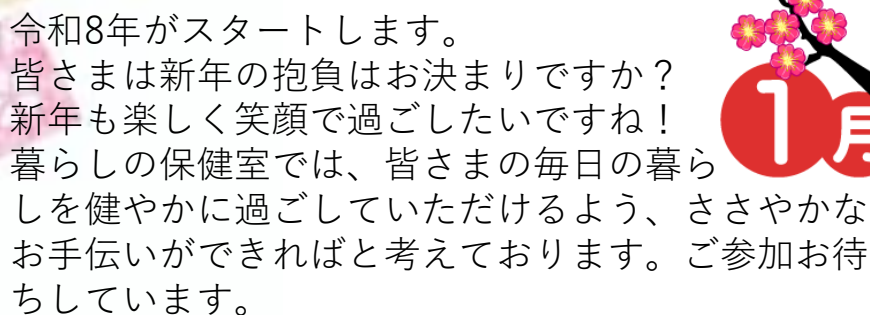 令和8年がスタートします。
皆さまは新年の抱負はお決まりですか？
新年も楽しく笑顔で過ごしたいですね！
暮らしの保健室では、皆さまの毎日の暮ら
しを健やかに過ごしていただけるよう、ささやかな
お手伝いができればと考えております。ご参加お待
ちしています。
1月